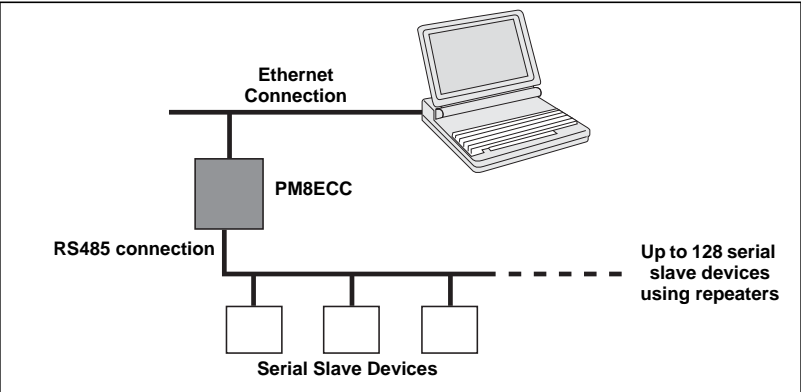 Ethernet
Connection
PM8ECC
RS485 connection
Up to 128 serial
slave devices
using repeaters
Serial Slave Devices